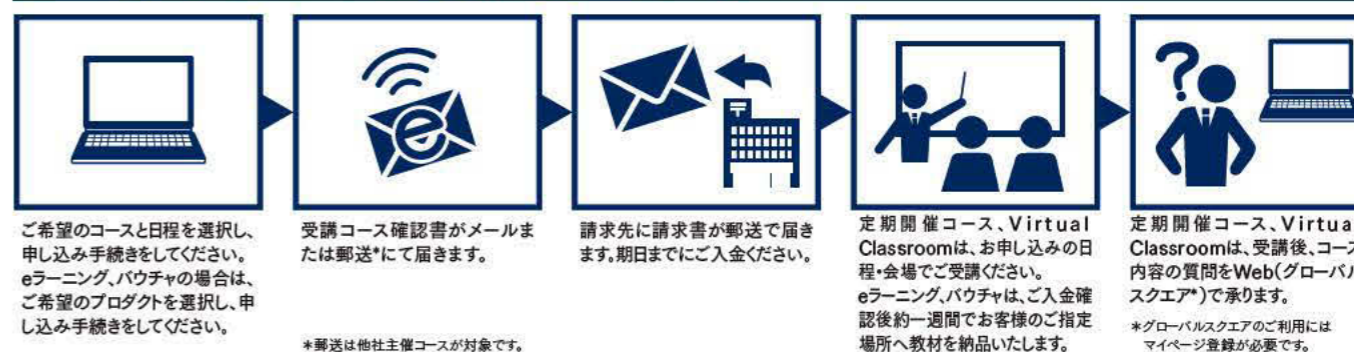 ご希望のコースと日程を選択し、
申し込み手続きをしてください。
eラーニング、バウチャの場合は、
ご希望のプロダクトを選択し、申
し込み手続きをしてください。
受講コース確認書がメールま
たは郵送*にて届きます。
*郵送は他社主催コースが対象です。
請求先に請求書が郵送で届き
ます。期日までにご入金ください。
定期開催コース、Virtual
Classroomは、お申し込みの日
程・会場でご受講ください。
eラーニング、バウチャは、ご入金確
認後約一週間でお客様のご指定
場所へ教材を納品いたします。
定期開催コース、Virtua
Classroomは、受講後、コース
内容の質問をWeb(グローバル
スクエア*)で承ります。
*グローバルスクエアのご利用には
マイページ登録が必要です。